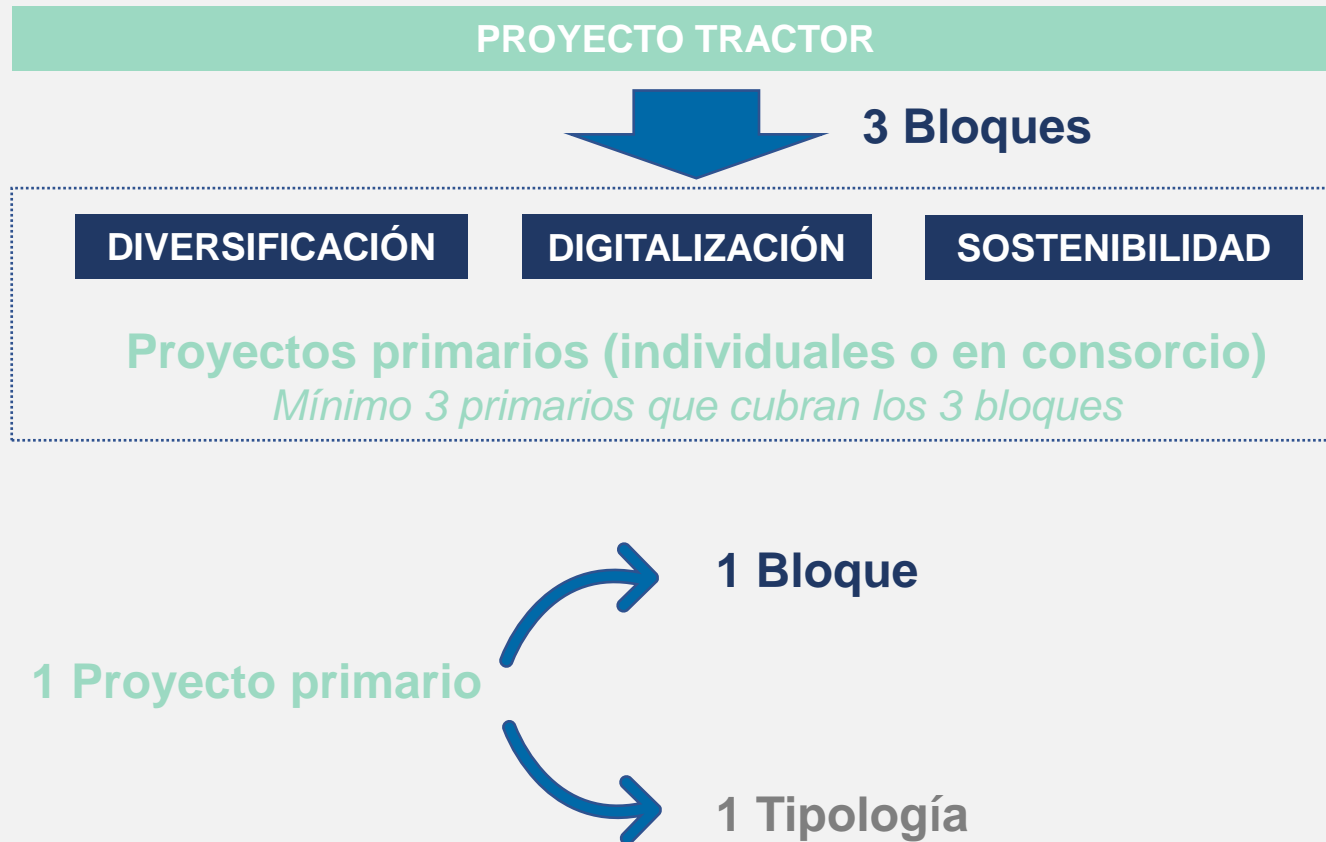 PROYECTO TRACTOR
3 Bloques
DIVERSIFICACIÓN
DIGITALIZACIÓN
SOSTENIBILIDAD
Proyectos primarios (individuales o en consorcio)
Mínimo 3 primarios que cubran los 3 bloques
1 Bloque
1 Proyecto primario
1 Tipología